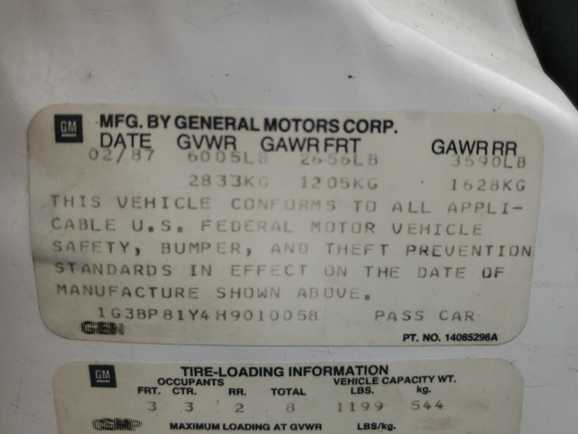 GM MFG. BY GENERAL MOTORS CORP.
DATE GVWR GAWR FRT GAWR RR
02/87 6005LB 2656LB 3590LB
2833KG 1205KG 1628KG
THIS VEHICLE CONFORMS TO ALL APPLI-
CABLE U.S. FEDERAL MOTOR VEHICLE
SAFETY, BUMPER, AND THEFT PREVENTION
STANDARDS IN EFFECT ON THE DATE OF
MANUFACTURE SHOWN ABOVE.
1G3BP81Y4H9010058 PASS CAR
PT. NO. 14085296A
GM TIRE-LOADING INFORMATION
OCCUPANTS VEHICLE CAPACITY WT.
FRT. CTR. RR. TOTAL LBS. kg.
3 3 2 8 1199 544
MAXIMUM LOADING AT GVWR LBS/kg.